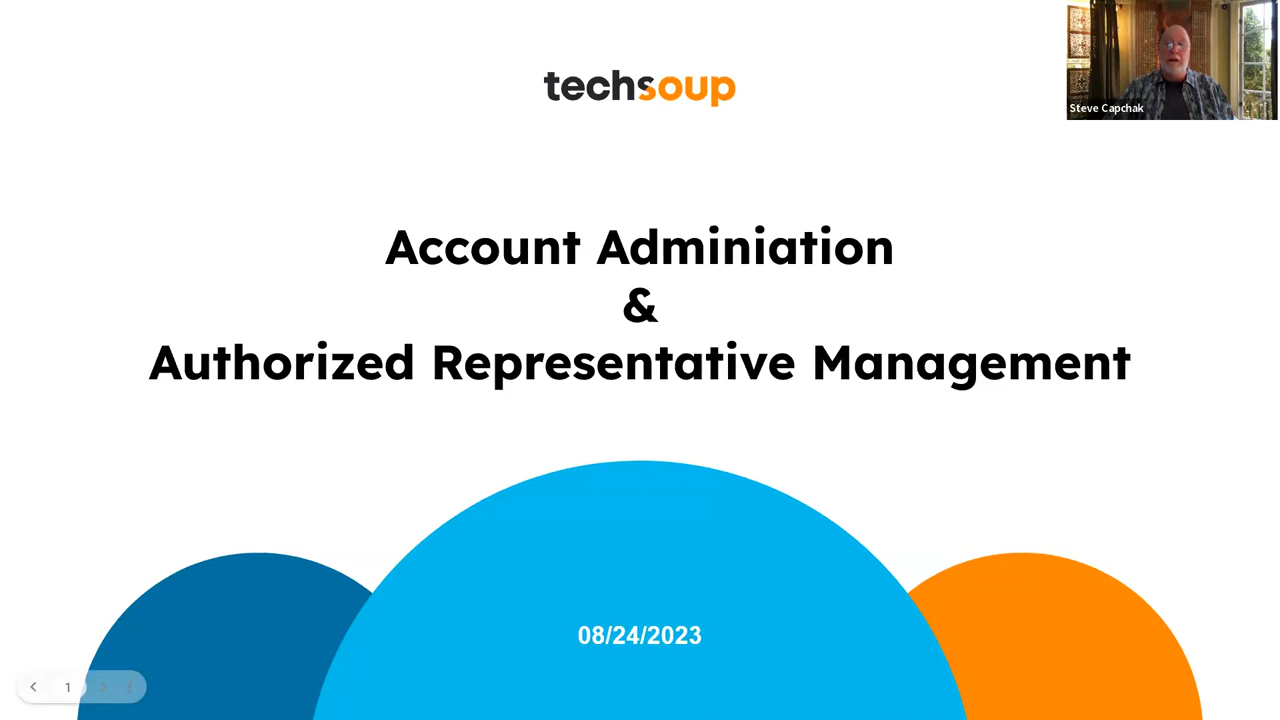 techsoup
Steve Capchak
Account Adminiation
&
Authorized Representative Management
08/24/2023
1